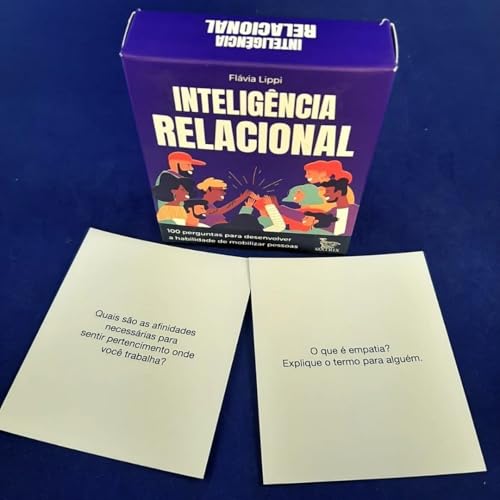 INTELIGÊNCIA
RELACIONAL
Flávia Lippi
INTELIGÊNCIA
RELACIONAL
100 perguntas para desenvolver
a habilidade de mobilizar pessoas
MATRIX
Quais são as afinidades
necessárias para
sentir pertencimento onde
você trabalha?
O que é empatia?
Explique o termo para alguém.